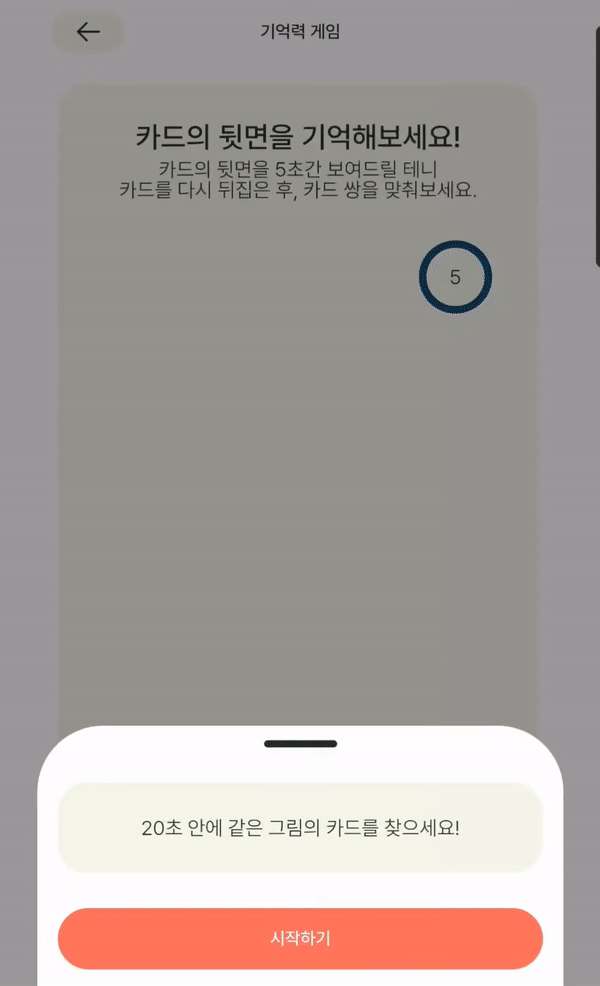 기억력 게임
카드의 뒷면을 기억해보세요!
카드의 뒷면을 5초간 보여드릴 테니
카드를 다시 뒤집은 후, 카드 쌍을 맞춰보세요.
5
20초 안에 같은 그림의 카드를 찾으세요!
시작하기